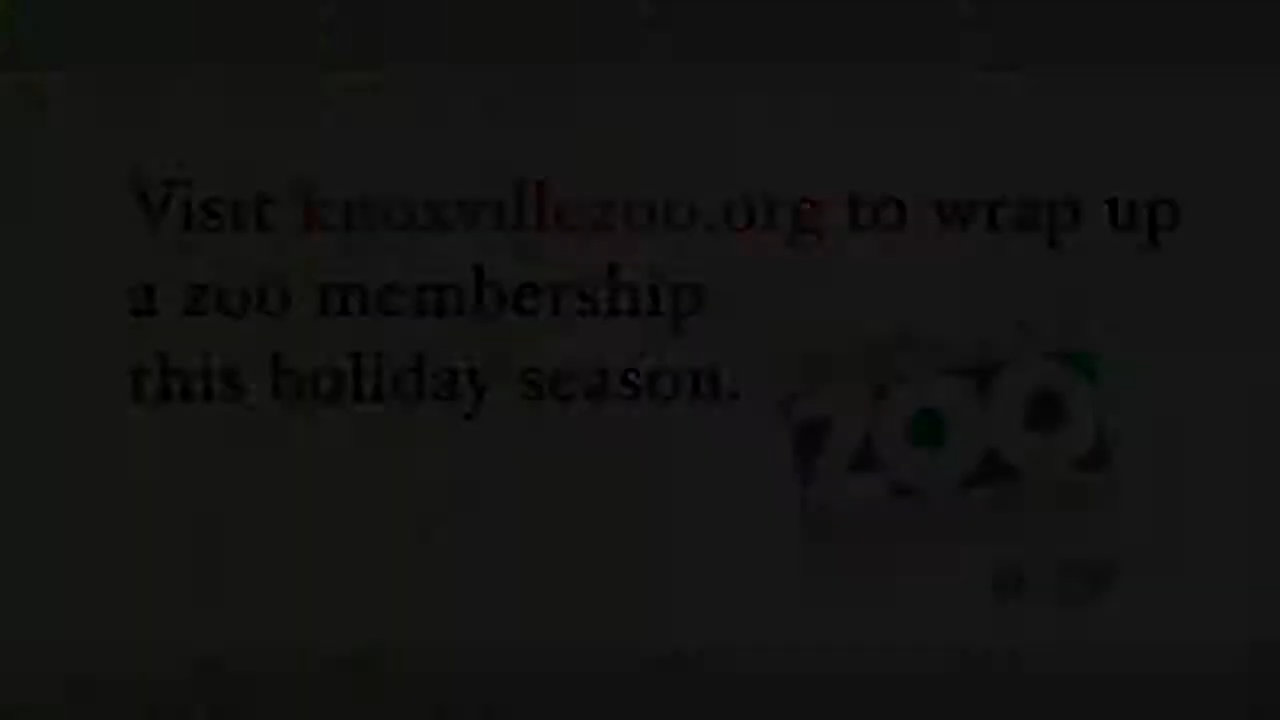 Visit knoxvillezoo.org to wrap up
a zoo membership
this holiday season.